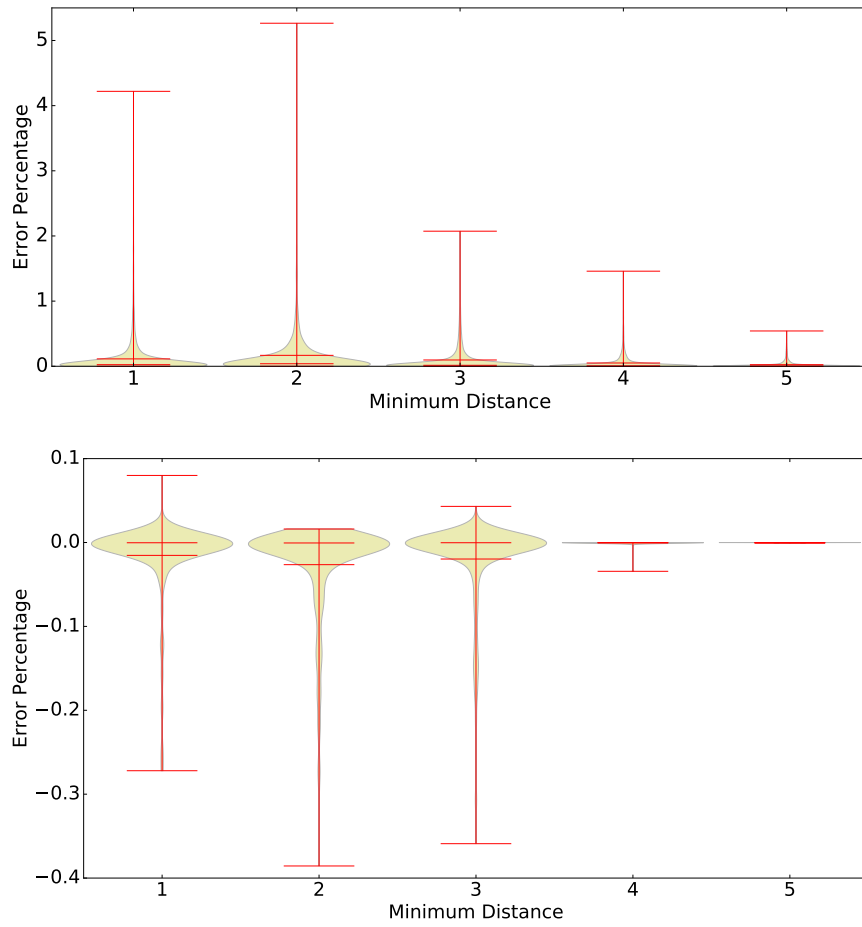 5
4
3
2
1
0
Error Percentage
1 2 3 4 5
Minimum Distance
0.1
0.0
−0.1
−0.2
−0.3
−0.4
Error Percentage
1 2 3 4 5
Minimum Distance